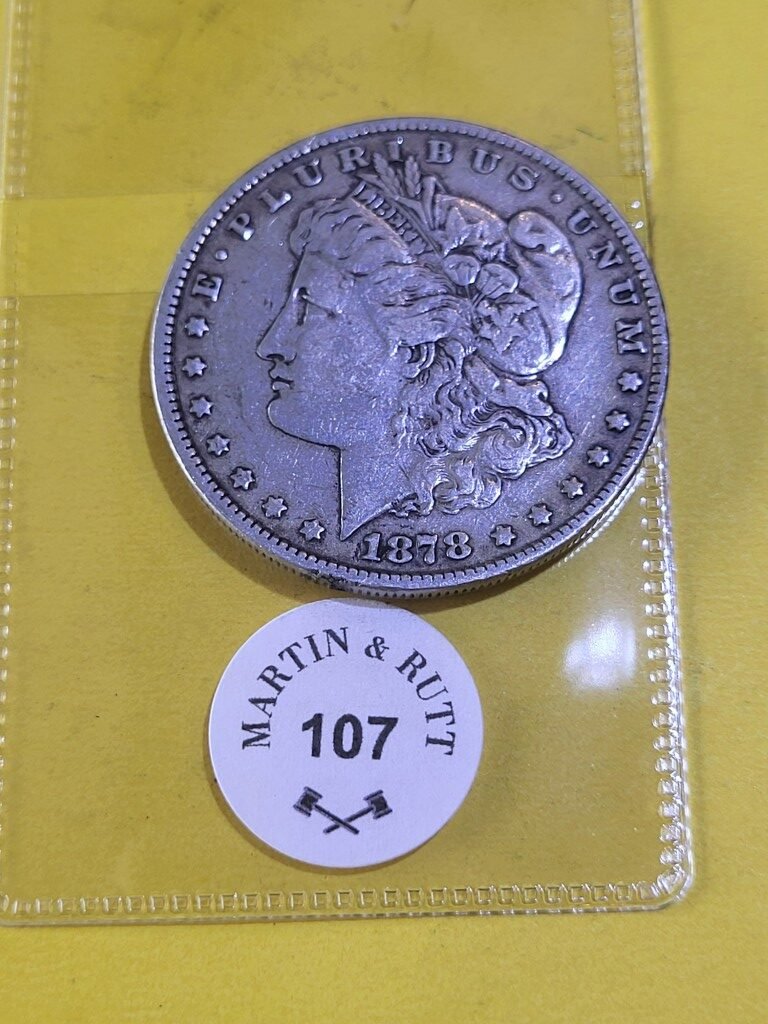 E · PLURIBUS · UNUM
LIBERTY
1878
MARTIN & RUTT
107